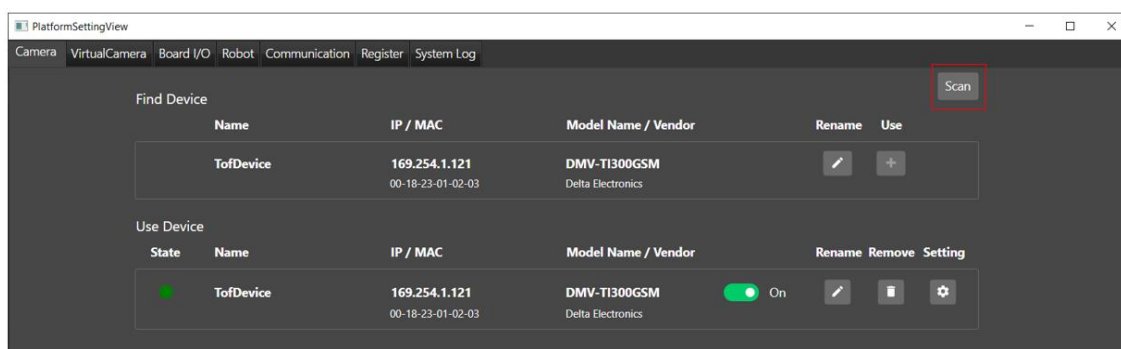 PlatformSettingView
Camera VirtualCamera Board I/O Robot Communication Register System Log
Scan
Find Device
Name IP / MAC Model Name / Vendor Rename Use
TofDevice 169.254.1.121 DMV-TI300GSM
00-18-23-01-02-03 Delta Electronics
Use Device
State Name IP / MAC Model Name / Vendor Rename Remove Setting
TofDevice 169.254.1.121 DMV-TI300GSM On
00-18-23-01-02-03 Delta Electronics